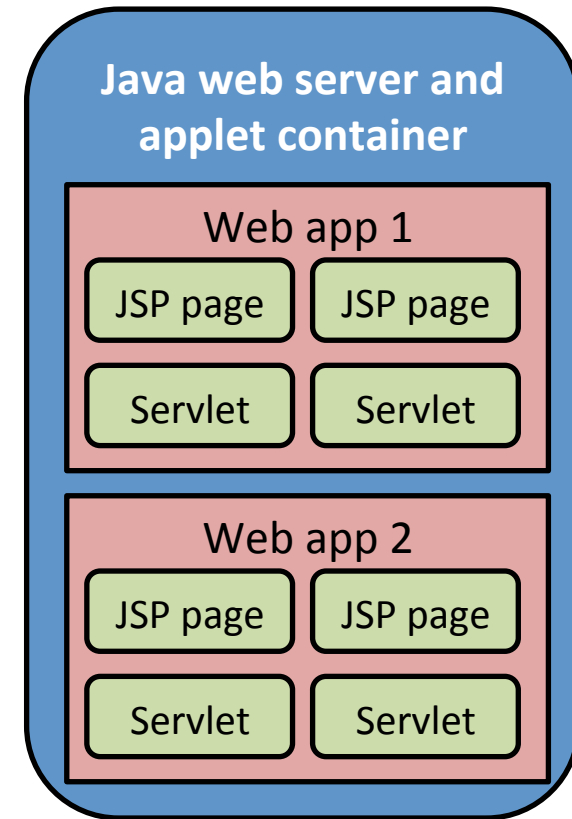 Java web server and
applet container
Web app 1
JSP page JSP page
Servlet Servlet
Web app 2
JSP page JSP page
Servlet Servlet